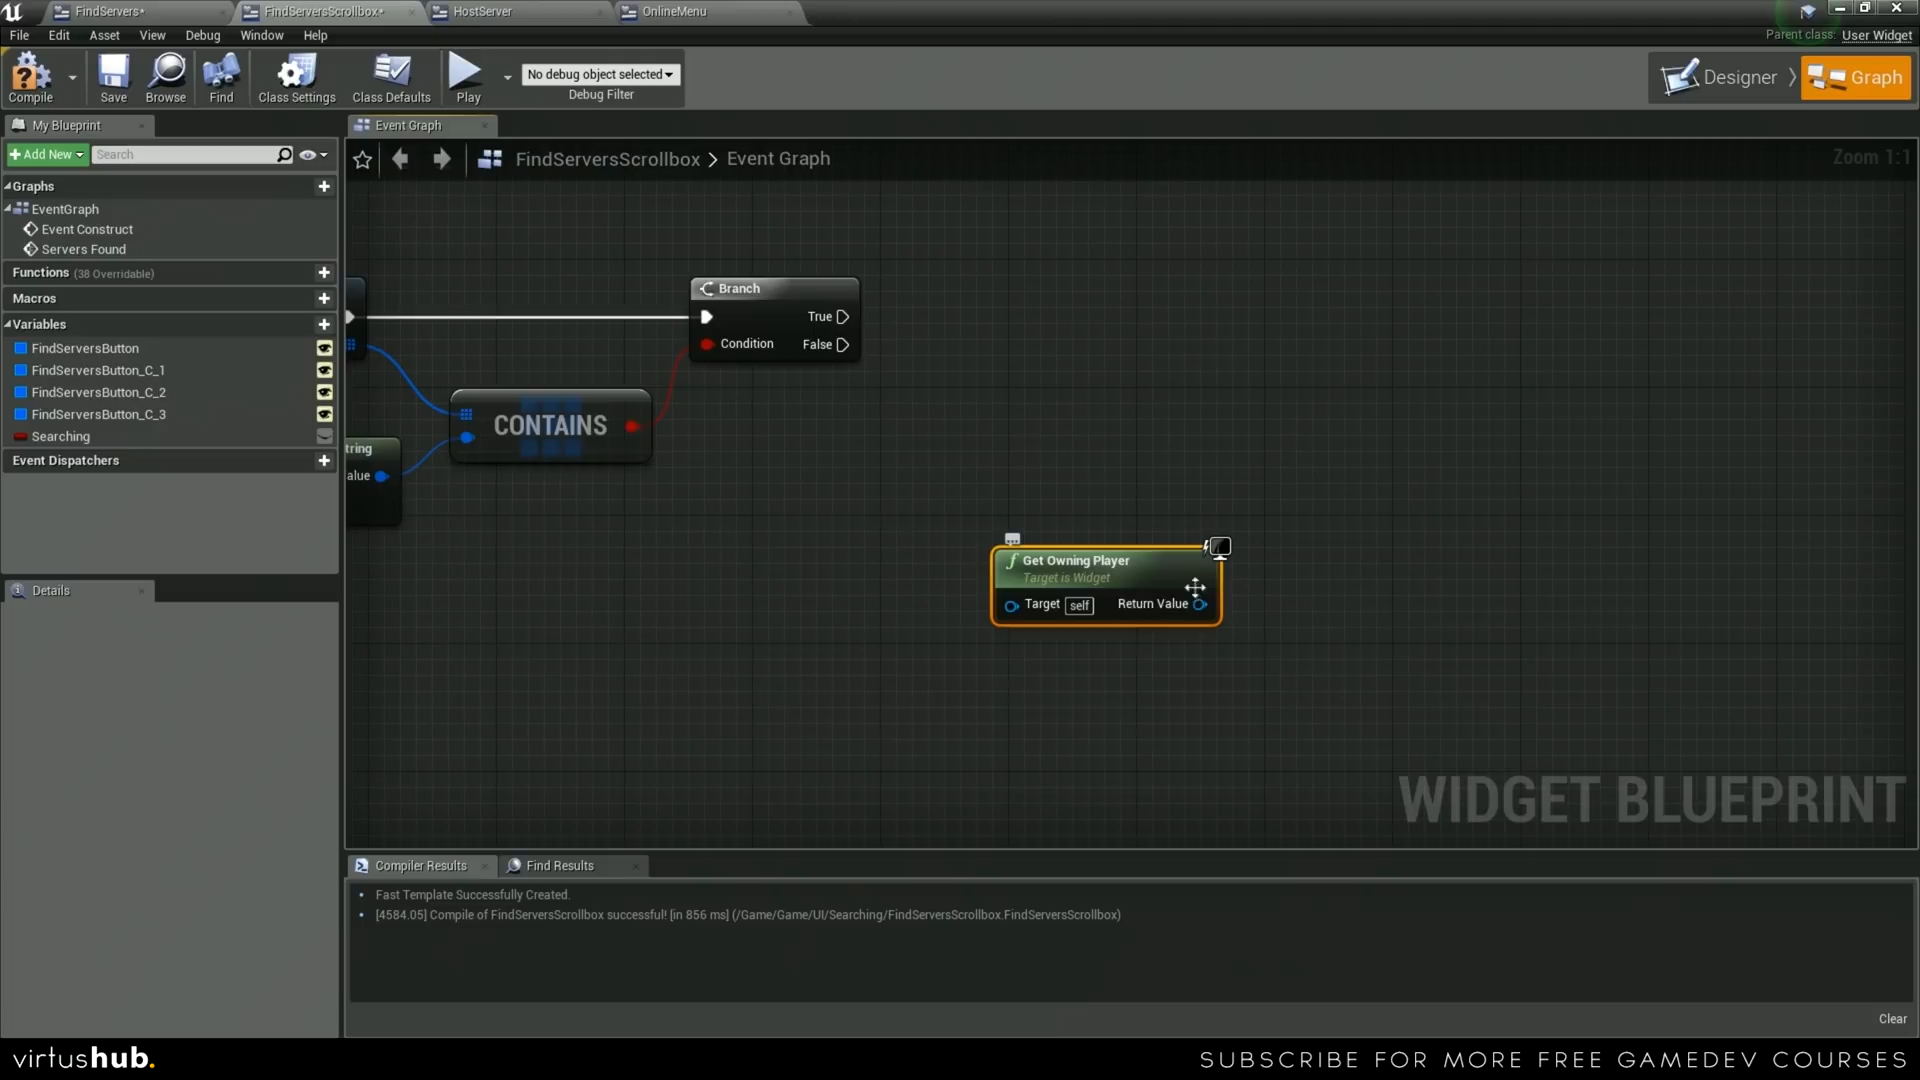 FindServers*
FindServersScrollbox*
HostServer
OnlineMenu
File Edit Asset View Debug Window Help
Parent class: User Widget
Compile
Save
Browse
Find
Class Settings
Class Defaults
Play
No debug object selected
Debug Filter
Designer
Graph
My Blueprint
Add New
Search
Graphs
EventGraph
Event Construct
Servers Found
Functions (38 Overridable)
Macros
Variables
FindServersButton
FindServersButton_C_1
FindServersButton_C_2
FindServersButton_C_3
Searching
Event Dispatchers
Details
Event Graph
FindServersScrollbox > Event Graph
Zoom 1:1
Branch
True
Condition
False
CONTAINS
tring
alue
Get Owning Player
Target is Widget
Target self
Return Value
WIDGET BLUEPRINT
Compiler Results
Find Results
Fast Template Successfully Created.
[4584.05] Compile of FindServersScrollbox successful! [in 856 ms] (/Game/Game/UI/Searching/FindServersScrollbox.FindServersScrollbox)
Clear
virtushub.
SUBSCRIBE FOR MORE FREE GAMEDEV COURSES